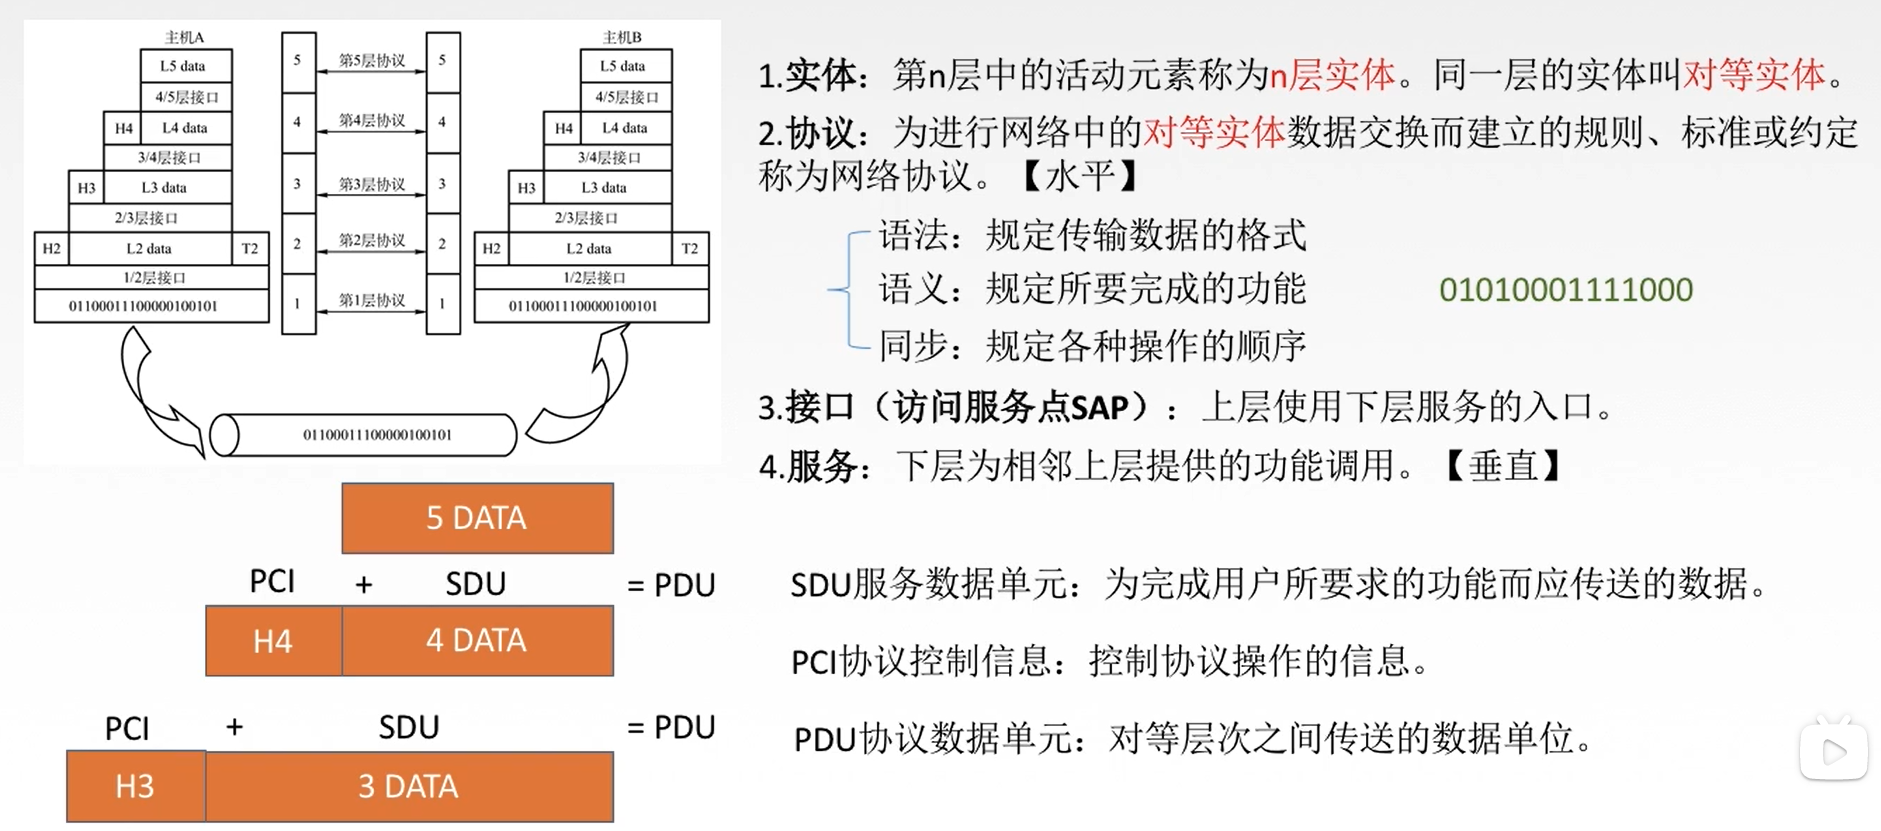 主机A
L5 data
4/5层接口
H4 L4 data
3/4层接口
H3 L3 data
2/3层接口
H2 L2 data T2
1/2层接口
01100011100000100101
5 第5层协议 5
4 第4层协议 4
3 第3层协议 3
2 第2层协议 2
1 第1层协议 1
主机B
L5 data
4/5层接口
H4 L4 data
3/4层接口
H3 L3 data
2/3层接口
H2 L2 data T2
1/2层接口
01100011100000100101
01100011100000100101
5 DATA
PCI + SDU = PDU
H4 4 DATA
PCI + SDU = PDU
H3 3 DATA
1.实体：第n层中的活动元素称为n层实体。同一层的实体叫对等实体。
2.协议：为进行网络中的对等实体数据交换而建立的规则、标准或约定
称为网络协议。【水平】
语法：规定传输数据的格式
语义：规定所要完成的功能
01010001111000
同步：规定各种操作的顺序
3.接口（访问服务点SAP）：上层使用下层服务的入口。
4.服务：下层为相邻上层提供的功能调用。【垂直】
SDU服务数据单元：为完成用户所要求的功能而应传送的数据。
PCI协议控制信息：控制协议操作的信息。
PDU协议数据单元：对等层次之间传送的数据单位。